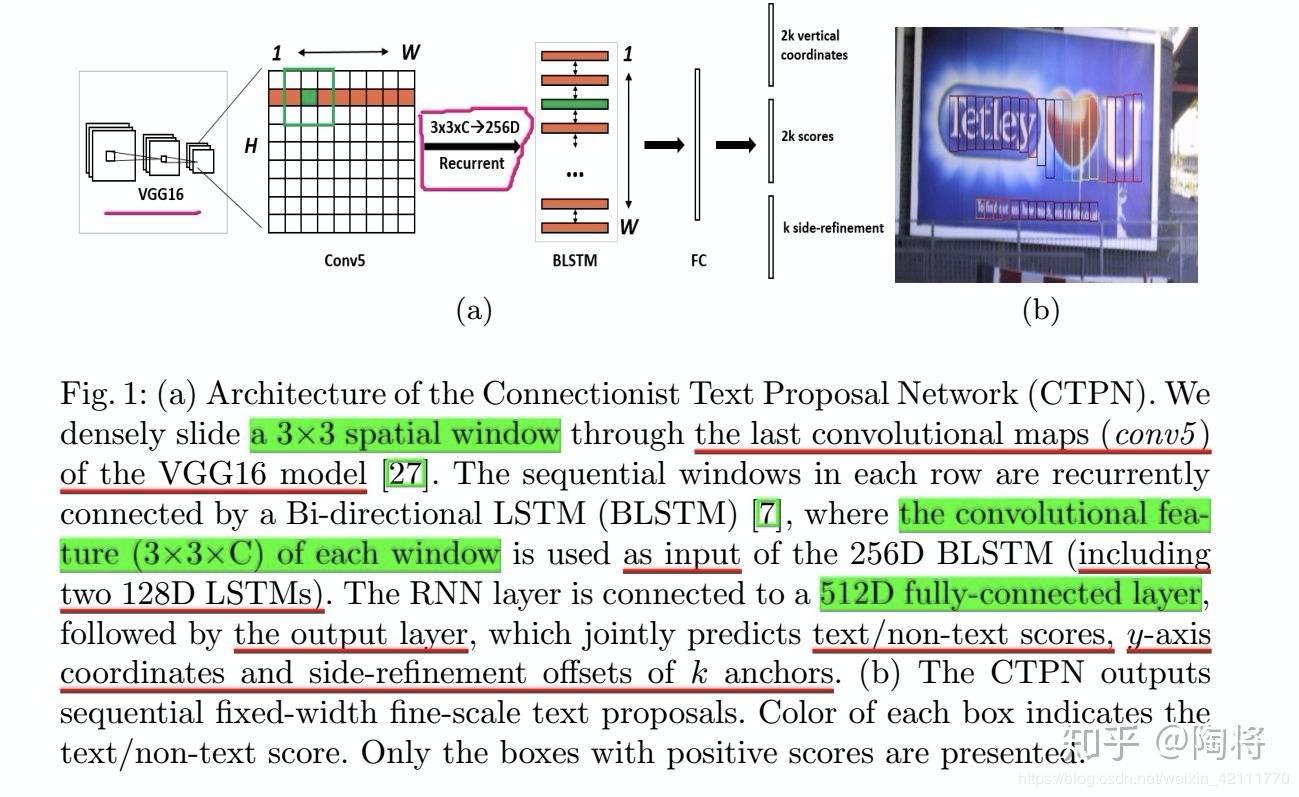 1
W
H
VGG16
Conv5
3x3xC→256D
Recurrent
1
...
W
BLSTM
FC
2k vertical
coordinates
2k scores
k side-refinement
Tetley
U
(a)
(b)
Fig. 1: (a) Architecture of the Connectionist Text Proposal Network (CTPN). We
densely slide a 3×3 spatial window through the last convolutional maps (conv5)
of the VGG16 model [27]. The sequential windows in each row are recurrently
connected by a Bi-directional LSTM (BLSTM) [7], where the convolutional fea-
ture (3×3×C) of each window is used as input of the 256D BLSTM (including
two 128D LSTMs). The RNN layer is connected to a 512D fully-connected layer,
followed by the output layer, which jointly predicts text/non-text scores, y-axis
coordinates and side-refinement offsets of k anchors. (b) The CTPN outputs
sequential fixed-width fine-scale text proposals. Color of each box indicates the
text/non-text score. Only the boxes with positive scores are presented.
知乎 @陶将
https://blog.csdn.net/weixin_42111770